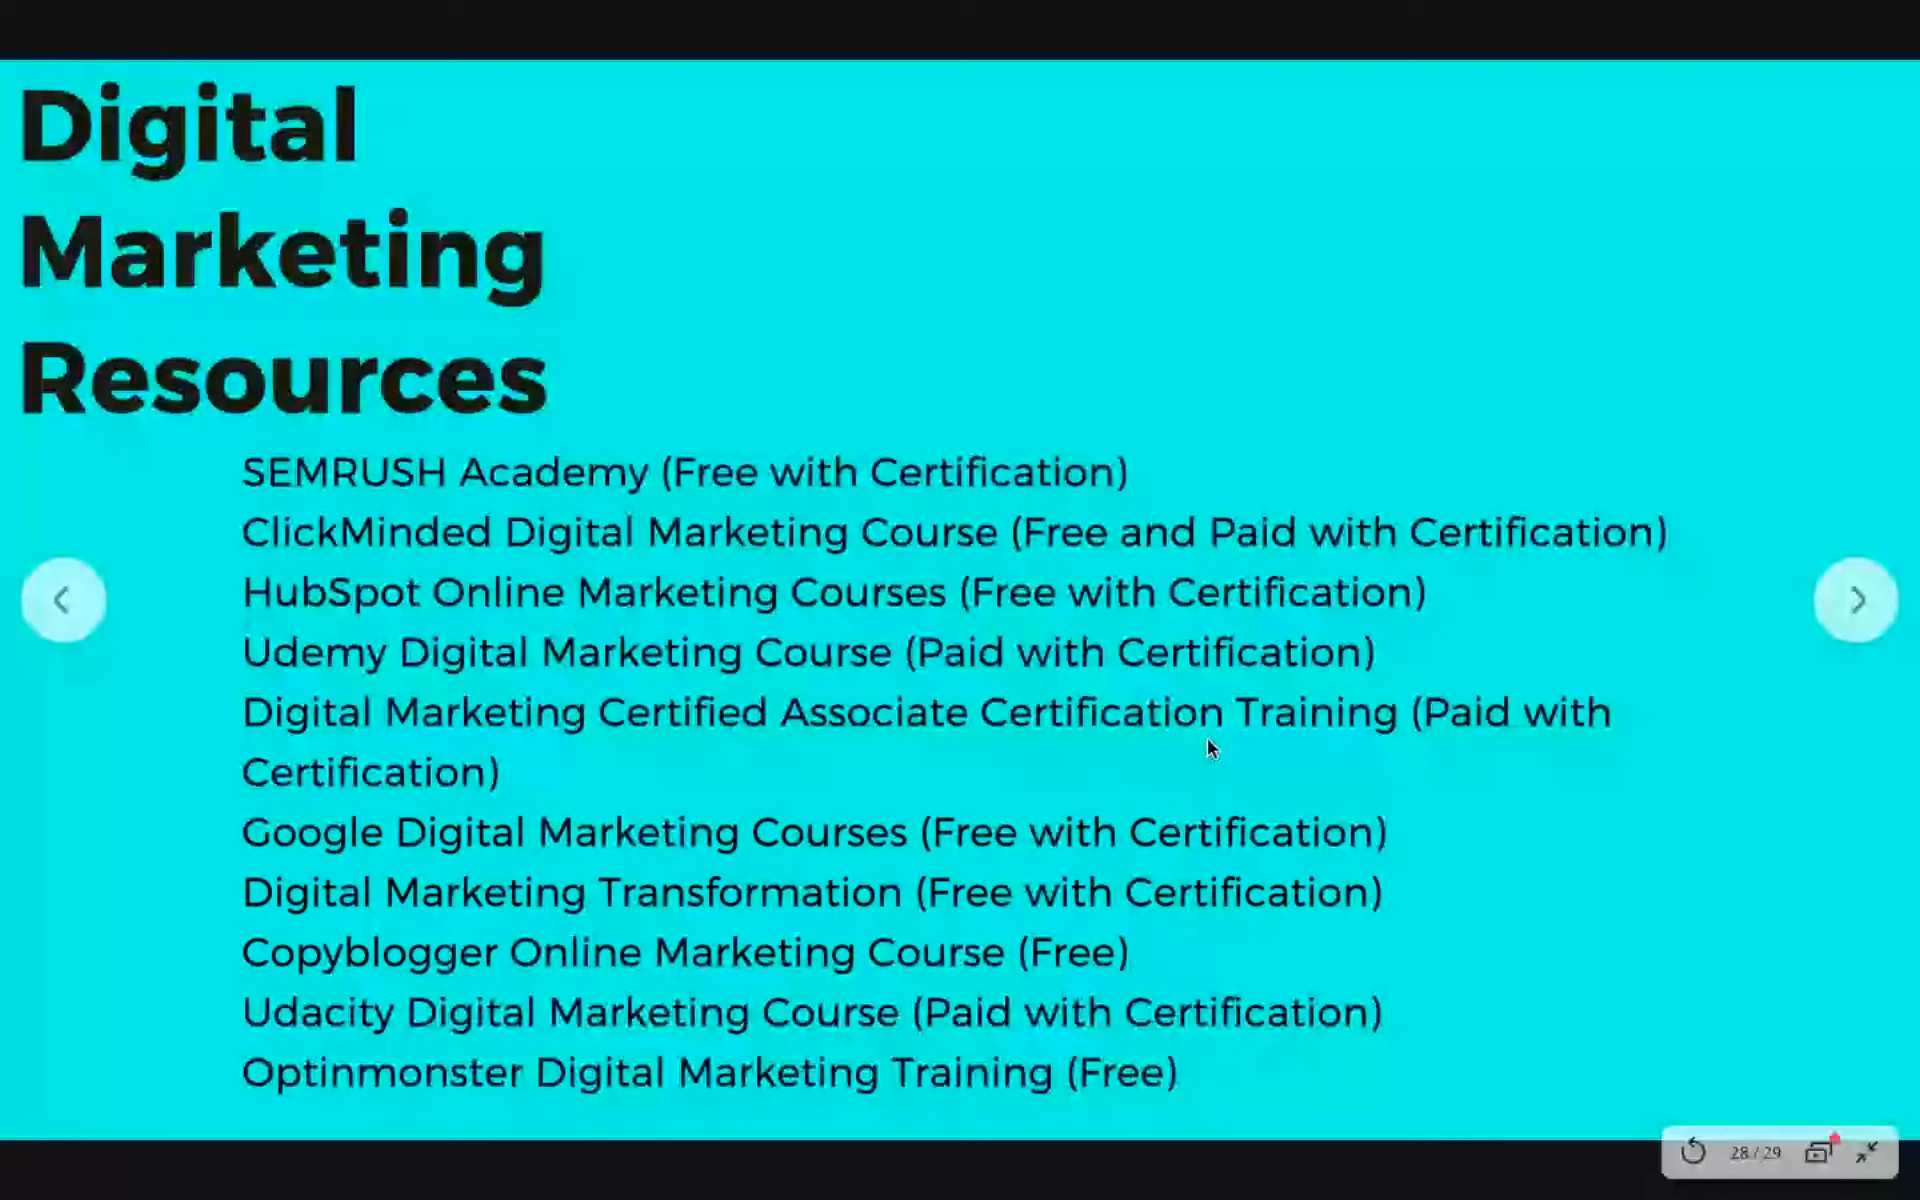 Digital
Marketing
Resources
SEMRUSH Academy (Free with Certification)
ClickMinded Digital Marketing Course (Free and Paid with Certification)
HubSpot Online Marketing Courses (Free with Certification)
Udemy Digital Marketing Course (Paid with Certification)
Digital Marketing Certified Associate Certification Training (Paid with
Certification)
Google Digital Marketing Courses (Free with Certification)
Digital Marketing Transformation (Free with Certification)
Copyblogger Online Marketing Course (Free)
Udacity Digital Marketing Course (Paid with Certification)
Optinmonster Digital Marketing Training (Free)
28 / 29